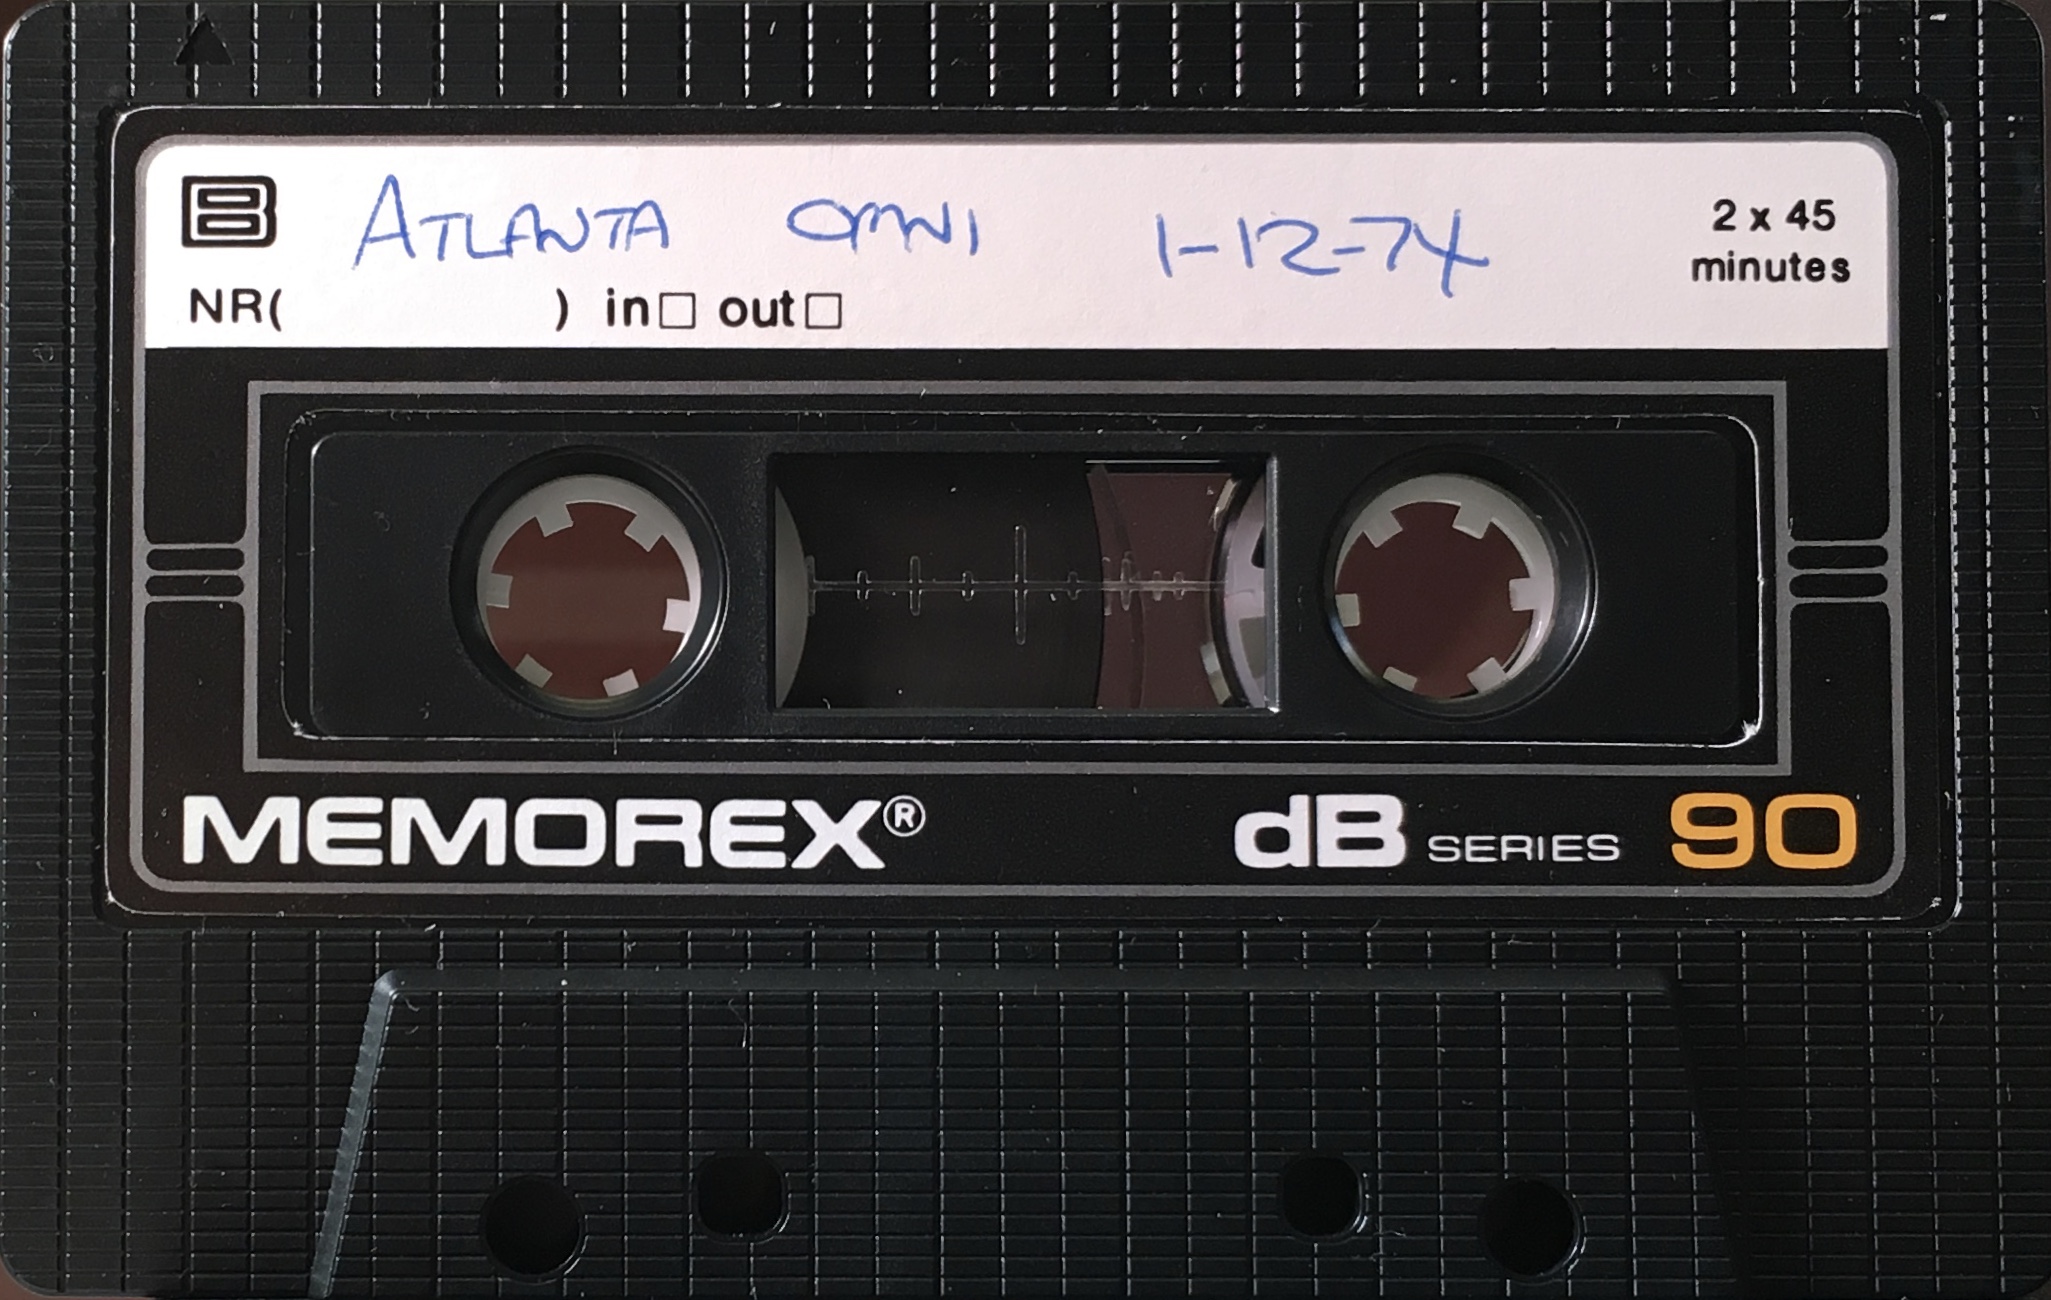 B ATLANTA OMNI 1-12-74 2 x 45
minutes
NR( ) in□ out□
MEMOREX® dB SERIES 90